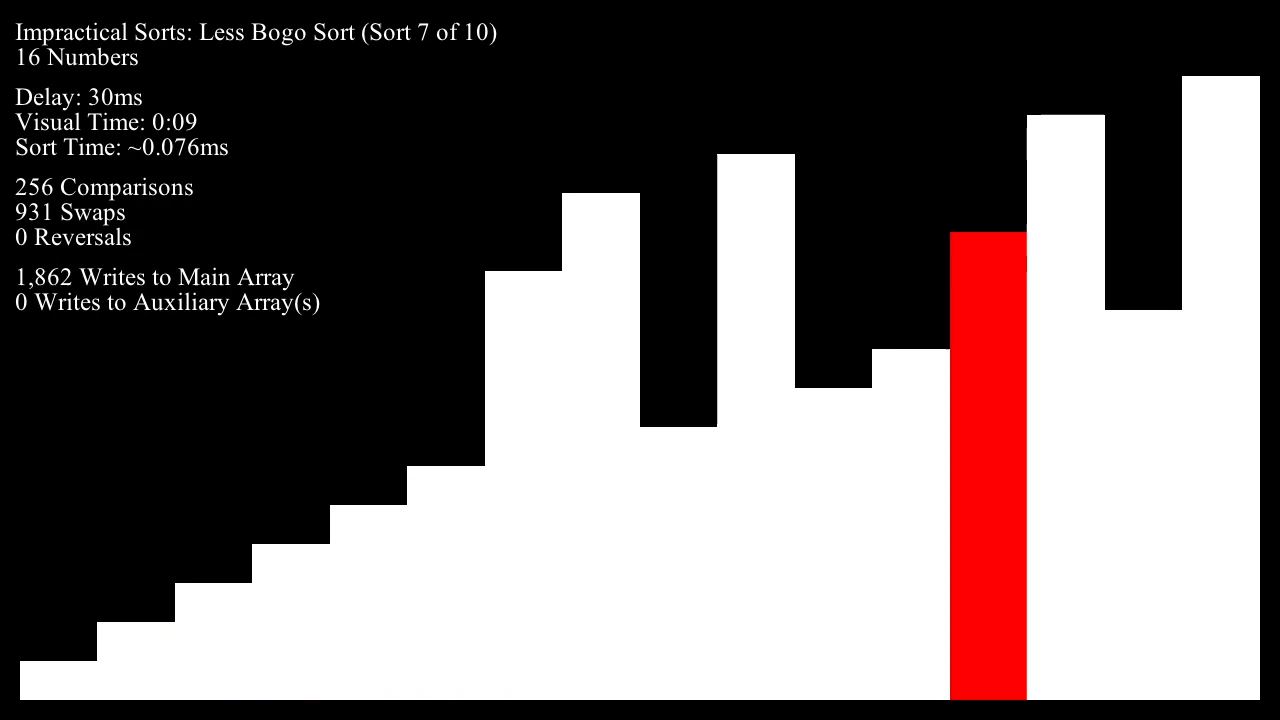 Impractical Sorts: Less Bogo Sort (Sort 7 of 10)
16 Numbers
Delay: 30ms
Visual Time: 0:09
Sort Time: ~0.076ms
256 Comparisons
931 Swaps
0 Reversals
1,862 Writes to Main Array
0 Writes to Auxiliary Array(s)